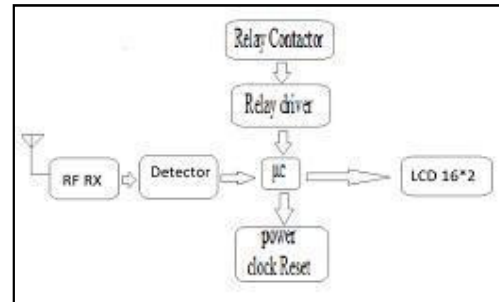 Relay Contactor
Relay driver
RF RX
Detector
µc
LCD 16*2
power
clock Reset